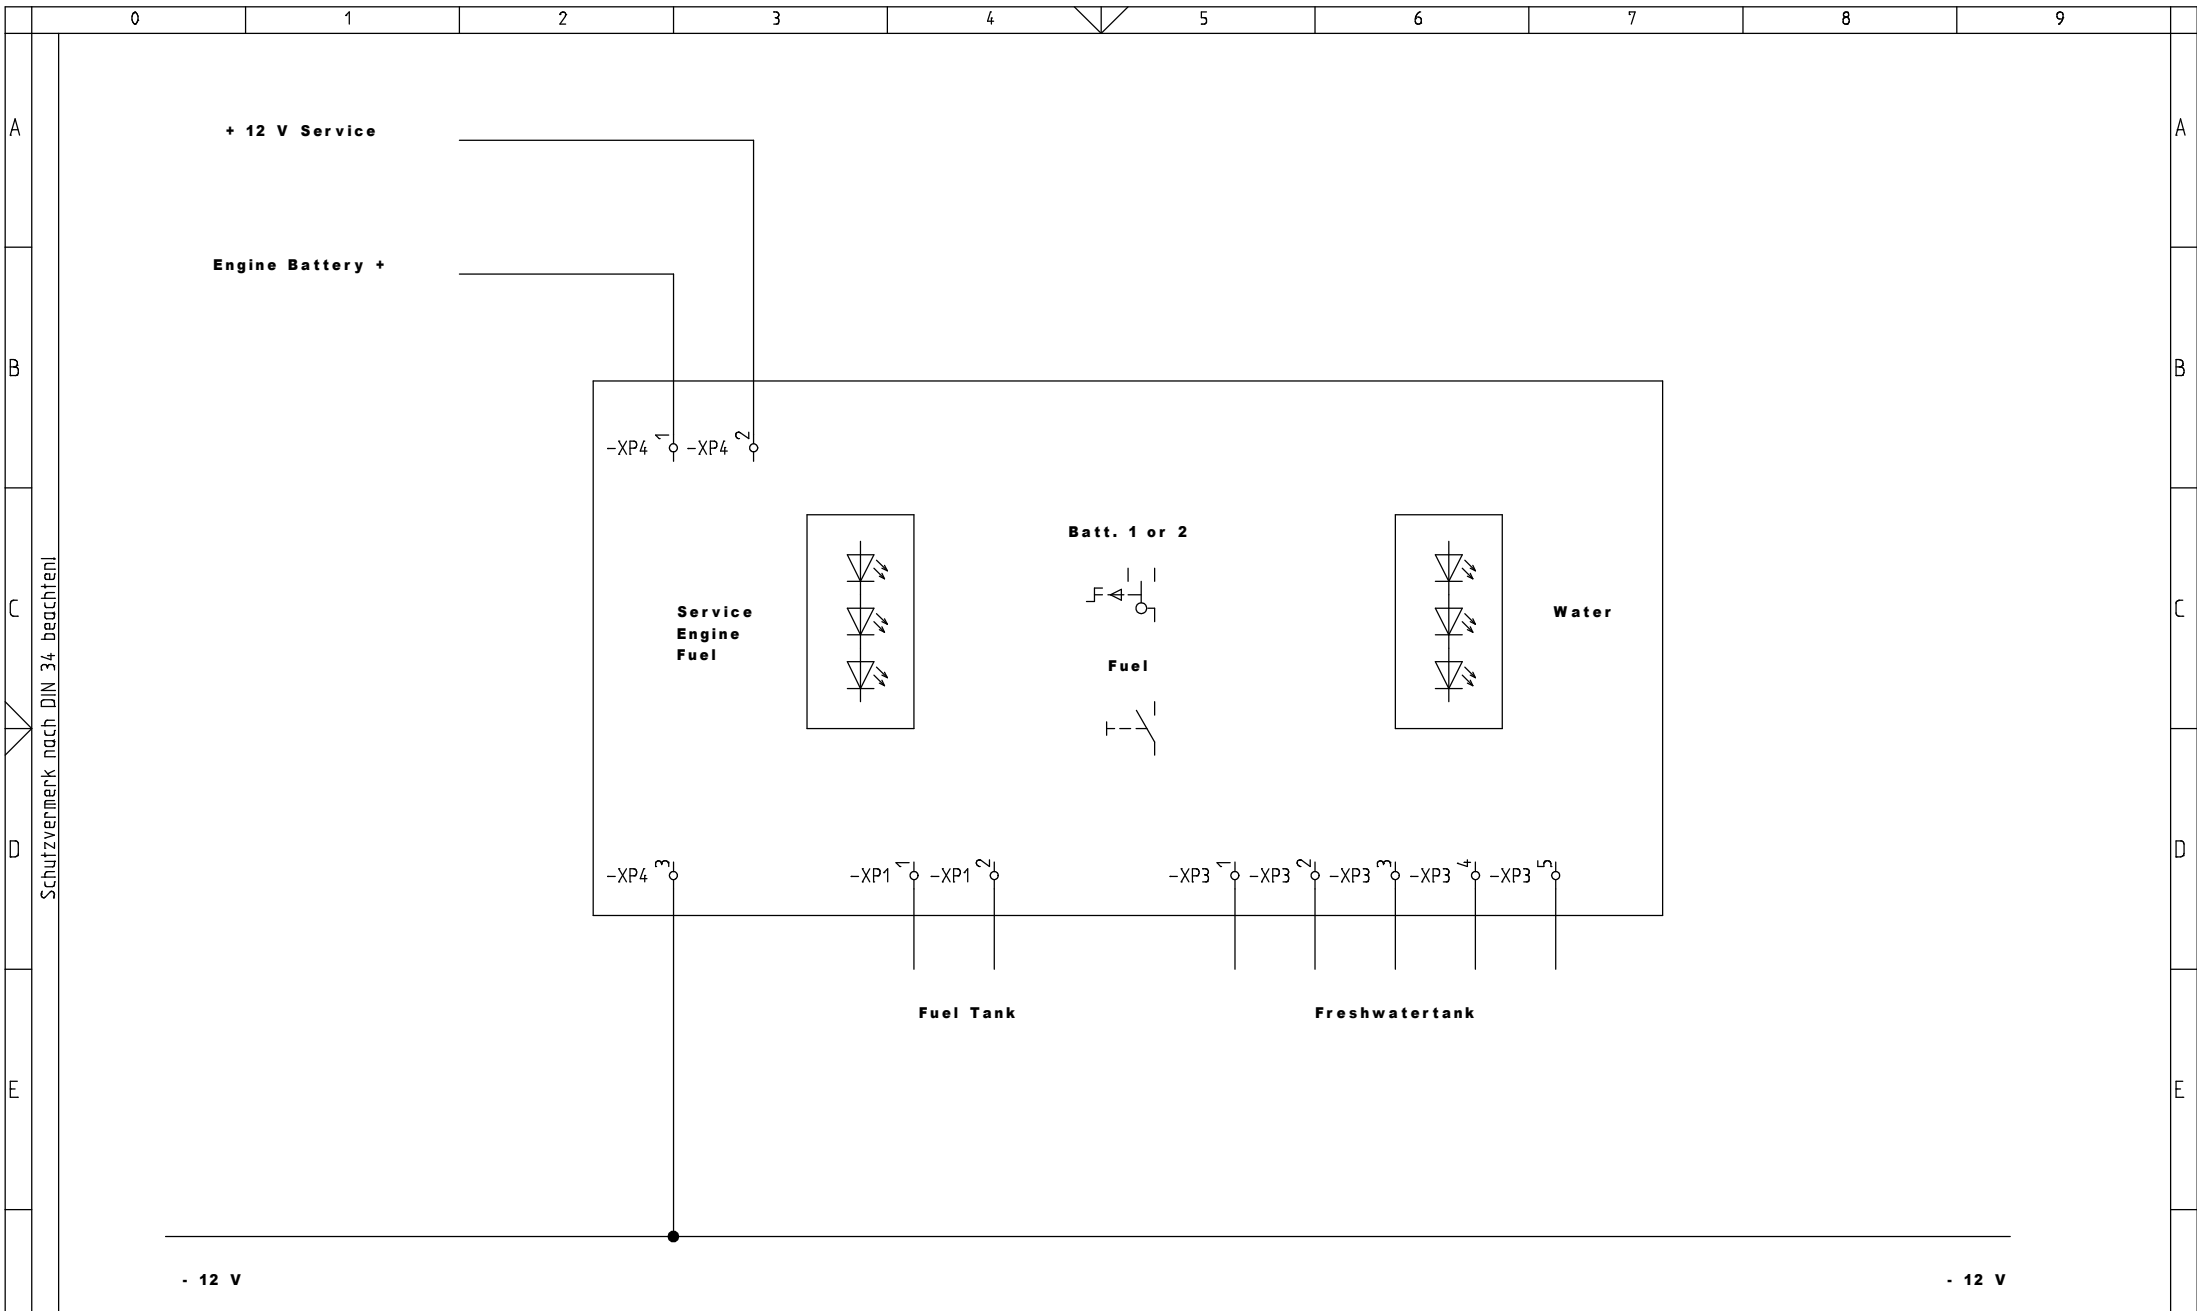 0 1 2 3 4 5 6 7 8 9
A A
+ 12 V Service
Engine Battery +
B B
-XP4 1 -XP4 2
Batt. 1 or 2
C C
Service
Engine
Fuel
Water
Fuel
Schutzvermerk nach DIN 34 beachten!
D D
-XP4 3 -XP1 1 -XP1 2 -XP3 1 -XP3 2 -XP3 3 -XP3 4 -XP3 5
Fuel Tank Freshwatertank
E E
- 12 V - 12 V